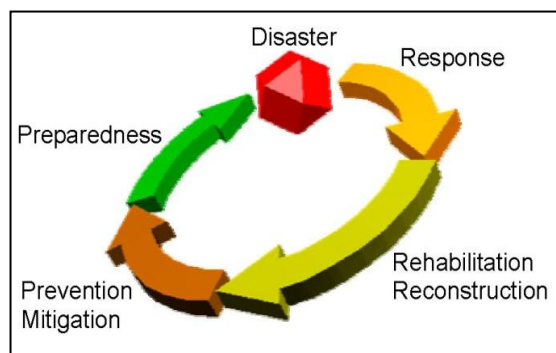 Disaster
Response
Preparedness
Rehabilitation
Reconstruction
Prevention
Mitigation